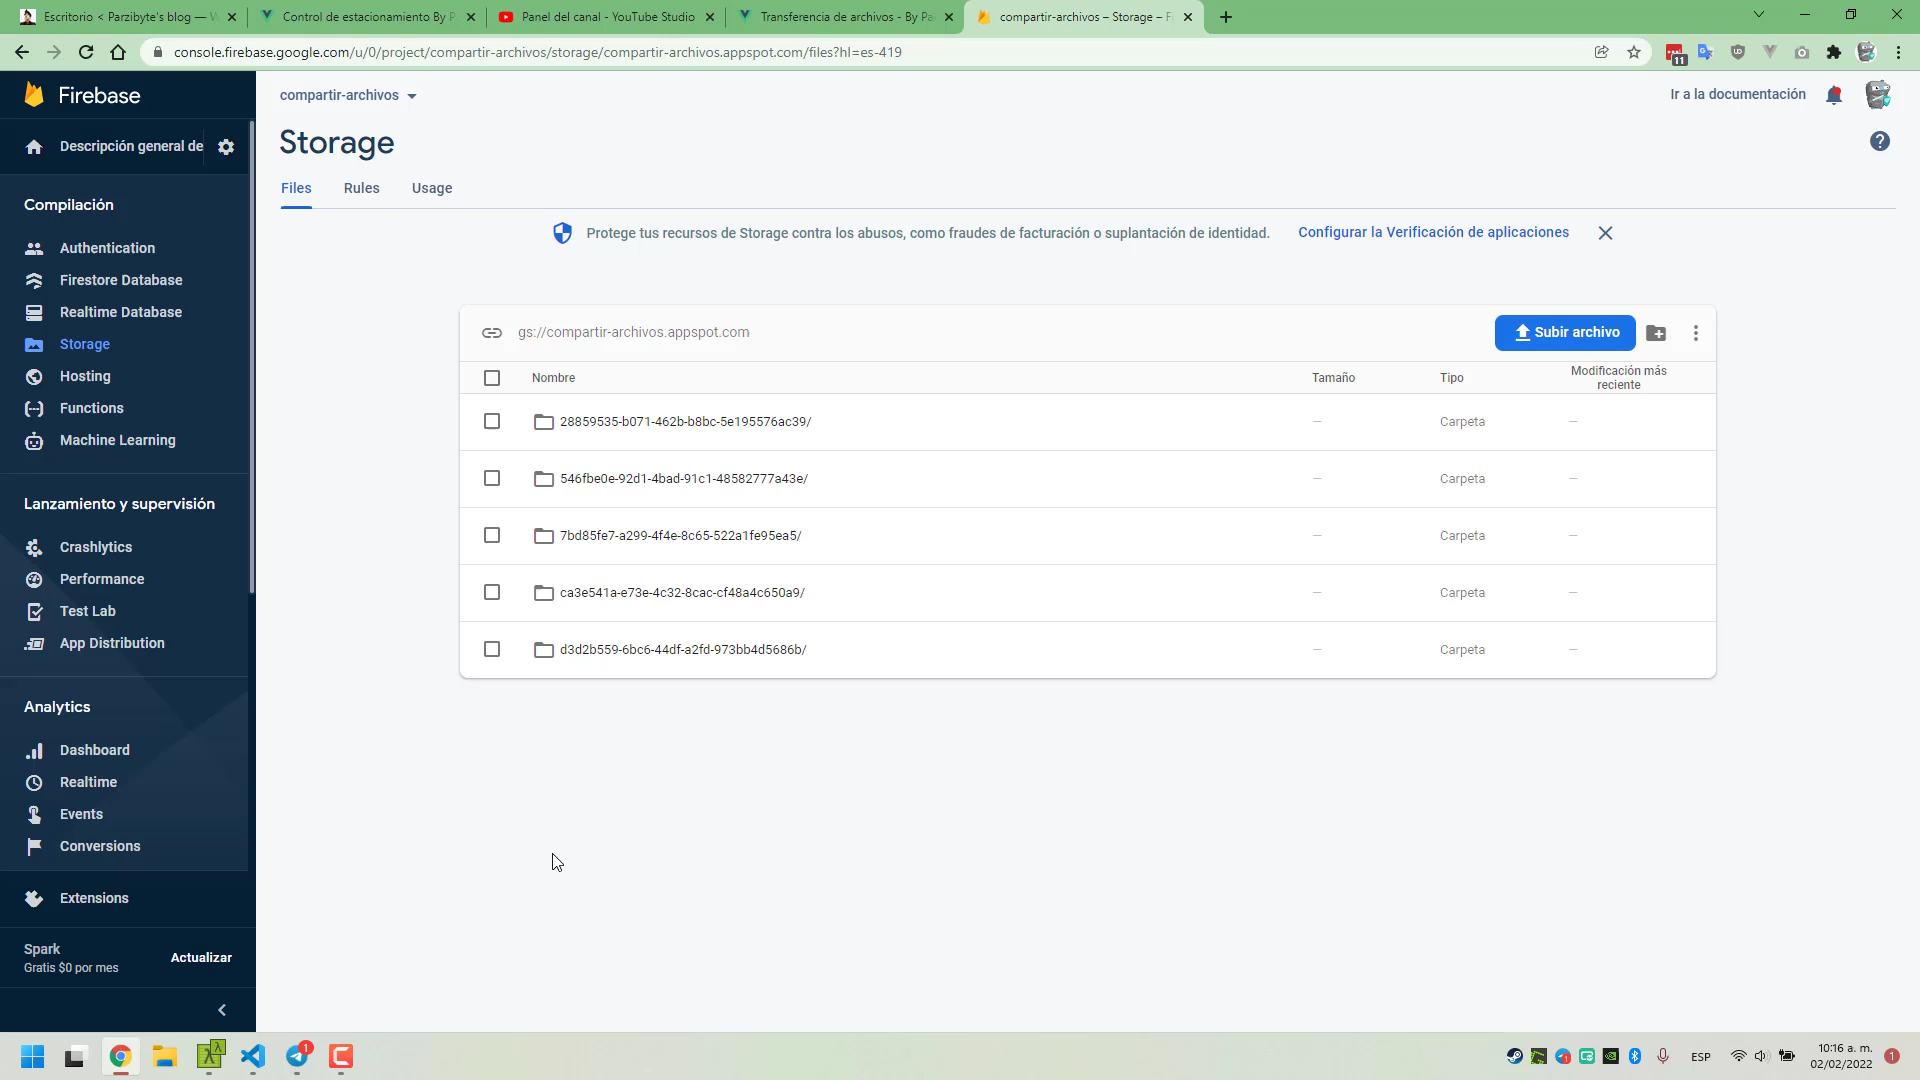 Escritorio < Parzibyte's blog — W
Control de estacionamiento By P
Panel del canal - YouTube Studio
Transferencia de archivos - By Pa
compartir-archivos – Storage – F
console.firebase.google.com/u/0/project/compartir-archivos/storage/compartir-archivos.appspot.com/files?hl=es-419
11
Firebase
compartir-archivos
Ir a la documentación
Descripción general de
Storage
Files
Rules
Usage
Compilación
Protege tus recursos de Storage contra los abusos, como fraudes de facturación o suplantación de identidad.
Configurar la Verificación de aplicaciones
Authentication
Firestore Database
Realtime Database
Storage
Hosting
Functions
Machine Learning
gs://compartir-archivos.appspot.com
Subir archivo
Nombre
Tamaño
Tipo
Modificación más
reciente
28859535-b071-462b-b8bc-5e195576ac39/
—
Carpeta
—
546fbe0e-92d1-4bad-91c1-48582777a43e/
—
Carpeta
—
7bd85fe7-a299-4f4e-8c65-522a1fe95ea5/
—
Carpeta
—
ca3e541a-e73e-4c32-8cac-cf48a4c650a9/
—
Carpeta
—
d3d2b559-6bc6-44df-a2fd-973bb4d5686b/
—
Carpeta
—
Lanzamiento y supervisión
Crashlytics
Performance
Test Lab
App Distribution
Analytics
Dashboard
Realtime
Events
Conversions
Extensions
Spark
Gratis $0 por mes
Actualizar
1
ESP
10:16 a. m.
02/02/2022
1